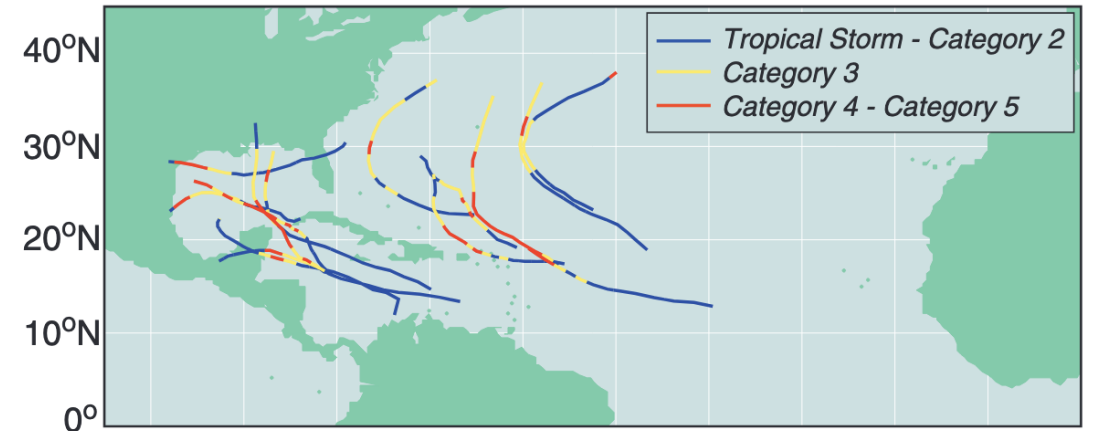 Tropical Storm - Category 2
Category 3
Category 4 - Category 5
40°N
30°N
20°N
10°N
0°